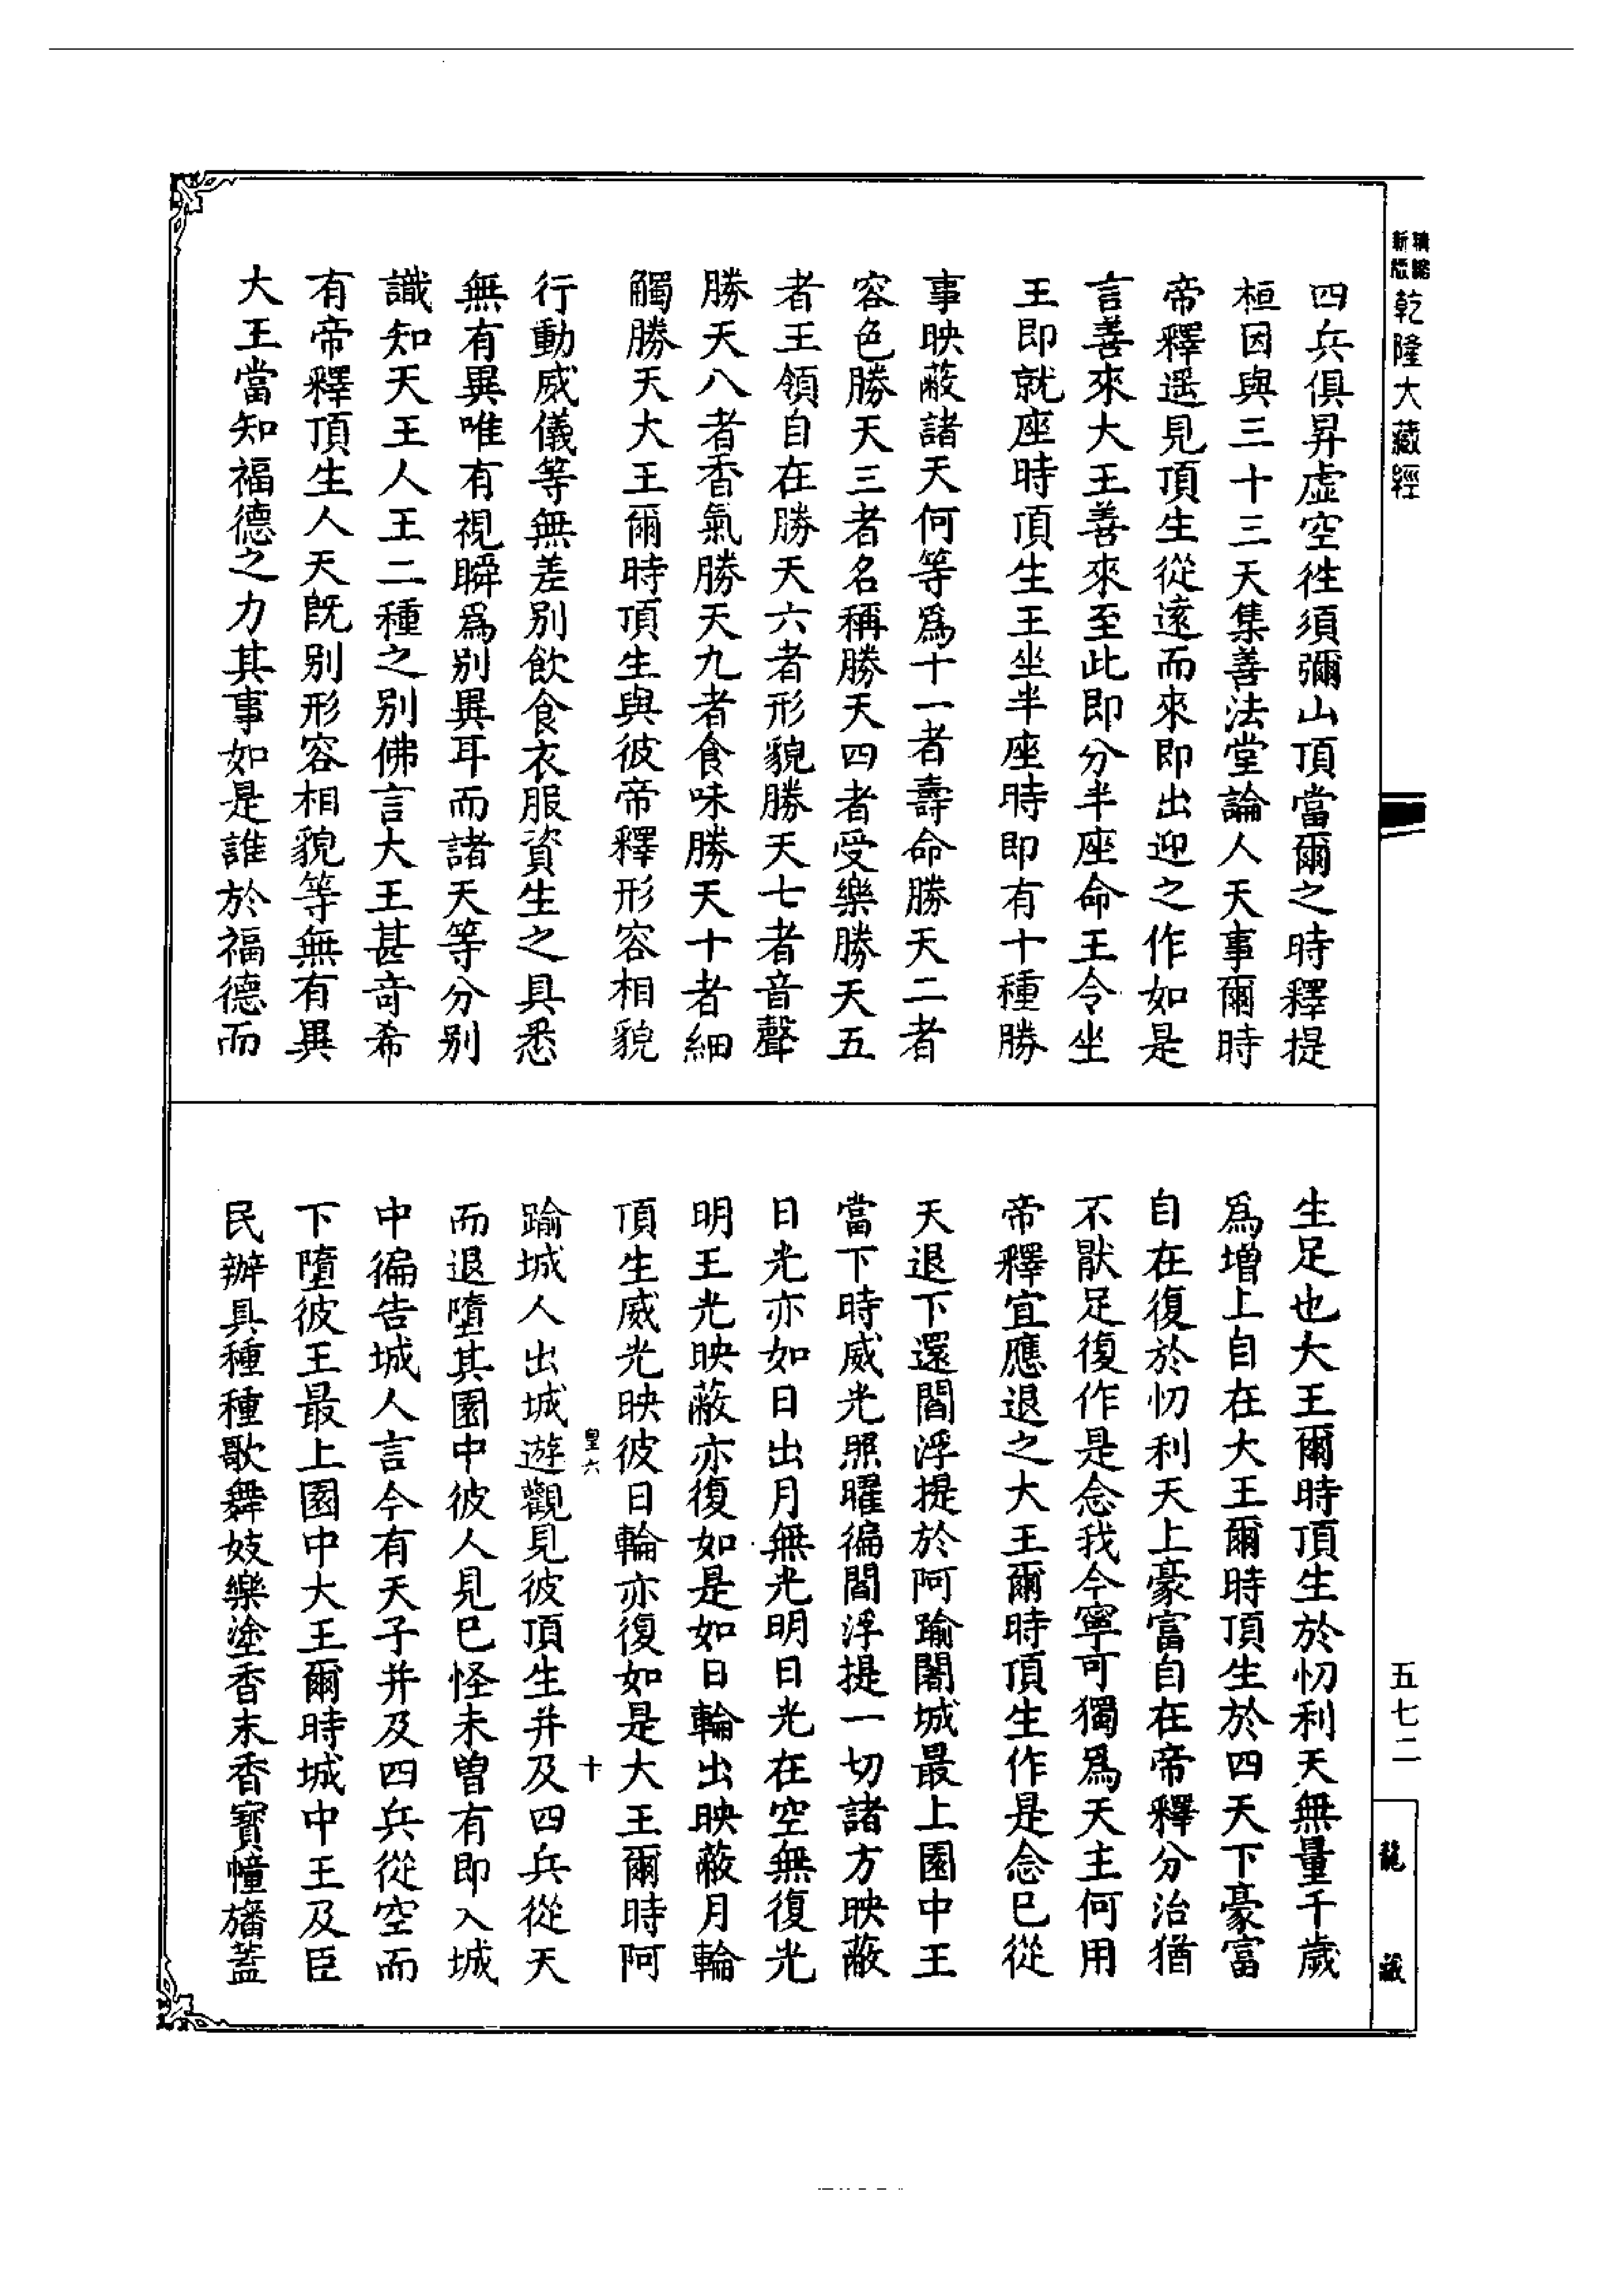 精縮新版乾隆大藏經
四兵俱昇虛空徃須彌山頂當爾之時釋提
桓因與三十三天集善法堂論人天事爾時
帝釋遥見頂生從逺而來即出迎之作如是
言善來大王善來至此即分半座命王令坐
王即就座時頂生王坐半座時即有十種勝
事映蔽諸天何等爲十一者壽命勝天二者
容色勝天三者名稱勝天四者受樂勝天五
者王領自在勝天六者形貌勝天七者音聲
勝天八者香氣勝天九者食味勝天十者細
觸勝天大王爾時頂生與彼帝釋形容相貌
行動威儀等無差别飲食衣服資生之具悉
無有異唯有視瞬爲别異耳而諸天等分别
識知天王人王二種之别佛言大王甚竒希
有帝釋頂生人天旣别形容相貌等無有異
大王當知福德之力其事如是誰於福德而
生足也大王爾時頂生於忉利天無量千歲
爲增上自在大王爾時頂生於四天下豪富
自在復於忉利天上豪富自在帝釋分治猶
不猒足復作是念我今寧可獨爲天主何用
帝釋宜應退之大王爾時頂生作是念巳從
天退下還閻浮提於阿踰闍城最上園中王
當下時威光照曜徧閻浮提一切諸方映蔽
日光亦如日出月無光明日光在空無復光
明王光映蔽亦復如是如日輪出映蔽月輪
頂生威光映彼日輪亦復如是大王爾時阿
皇六
十
踰城人出城遊觀見彼頂生并及四兵從天
而退墮其園中彼人見巳怪未曽有即入城
中徧告城人言今有天子并及四兵從空而
下墮彼王最上園中大王爾時城中王及臣
民辦具種種歌舞妓樂塗香末香寳幢旛蓋
五七二
龍藏